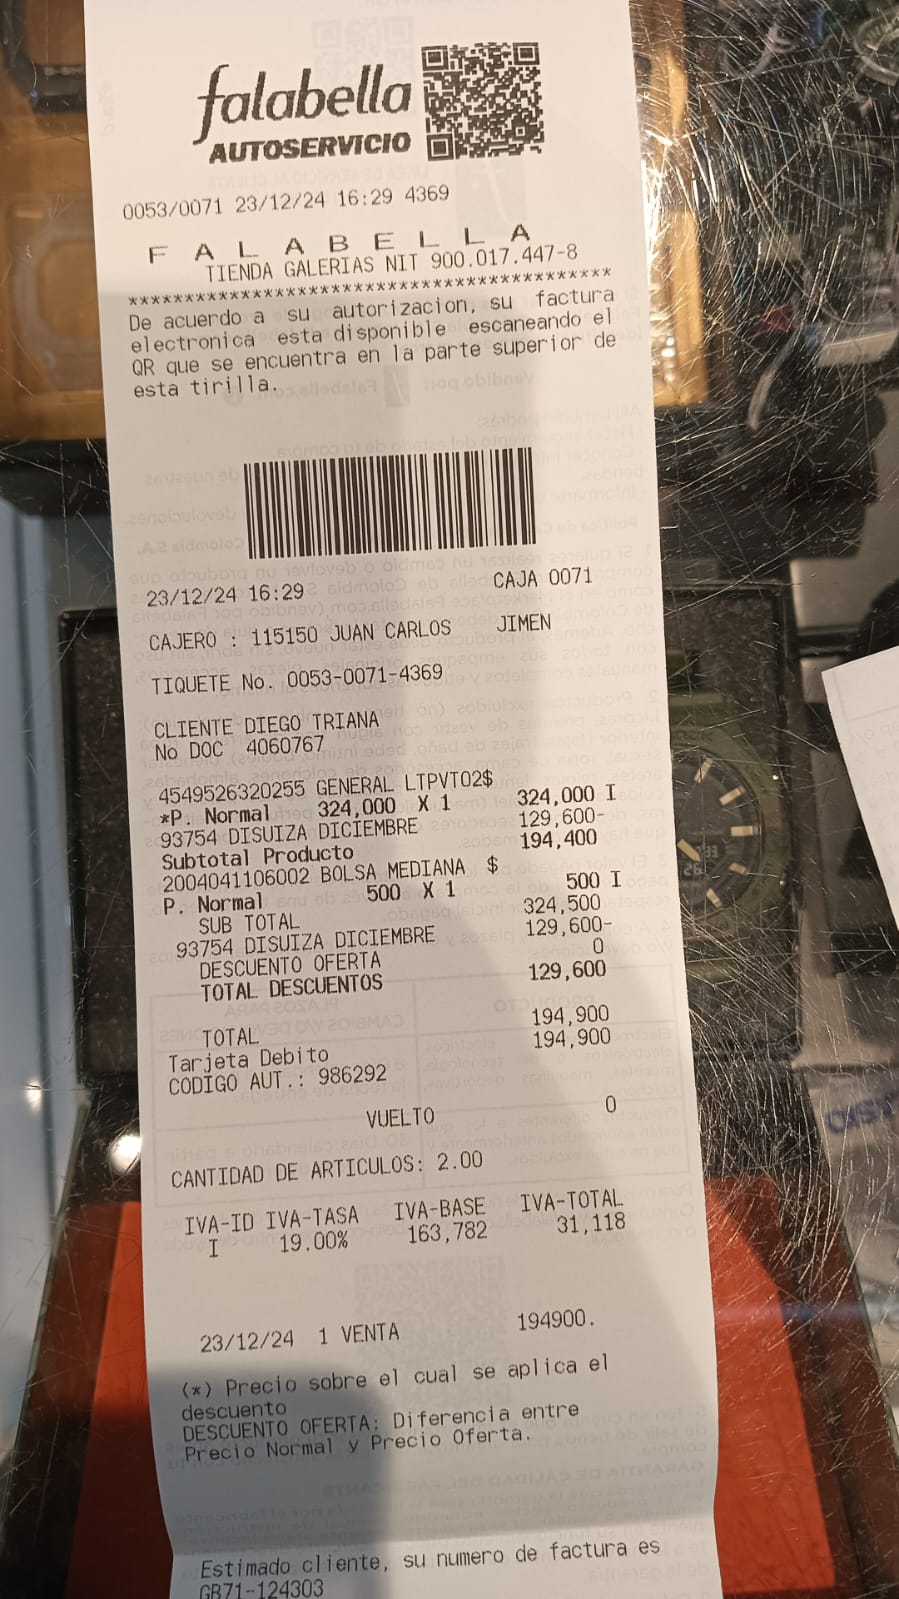 falabella
AUTOSERVICIO
0053/0071 23/12/24 16:29 4369
F A L A B E L L A
TIENDA GALERIAS NIT 900.017.447-8
******************************************
De acuerdo a su autorizacion, su factura
electronica esta disponible escaneando el
QR que se encuentra en la parte superior de
esta tirilla.
23/12/24 16:29 CAJA 0071
CAJERO : 115150 JUAN CARLOS JIMEN
TIQUETE No. 0053-0071-4369
CLIENTE DIEGO TRIANA
No DOC 4060767
4549526320255 GENERAL LTPVT02$
*P. Normal 324,000 X 1 324,000 I
93754 DISUIZA DICIEMBRE 129,600-
Subtotal Producto 194,400
2004041106002 BOLSA MEDIANA $
P. Normal 500 X 1 500 I
SUB TOTAL 324,500
93754 DISUIZA DICIEMBRE 129,600-
DESCUENTO OFERTA 0
TOTAL DESCUENTOS 129,600
TOTAL 194,900
Tarjeta Debito 194,900
CODIGO AUT.: 986292
VUELTO 0
CANTIDAD DE ARTICULOS: 2.00
IVA-ID IVA-TASA IVA-BASE IVA-TOTAL
I 19.00% 163,782 31,118
23/12/24 1 VENTA 194900.
(*) Precio sobre el cual se aplica el
descuento
DESCUENTO OFERTA: Diferencia entre
Precio Normal y Precio Oferta.
Estimado cliente, su numero de factura es
GB71-124303